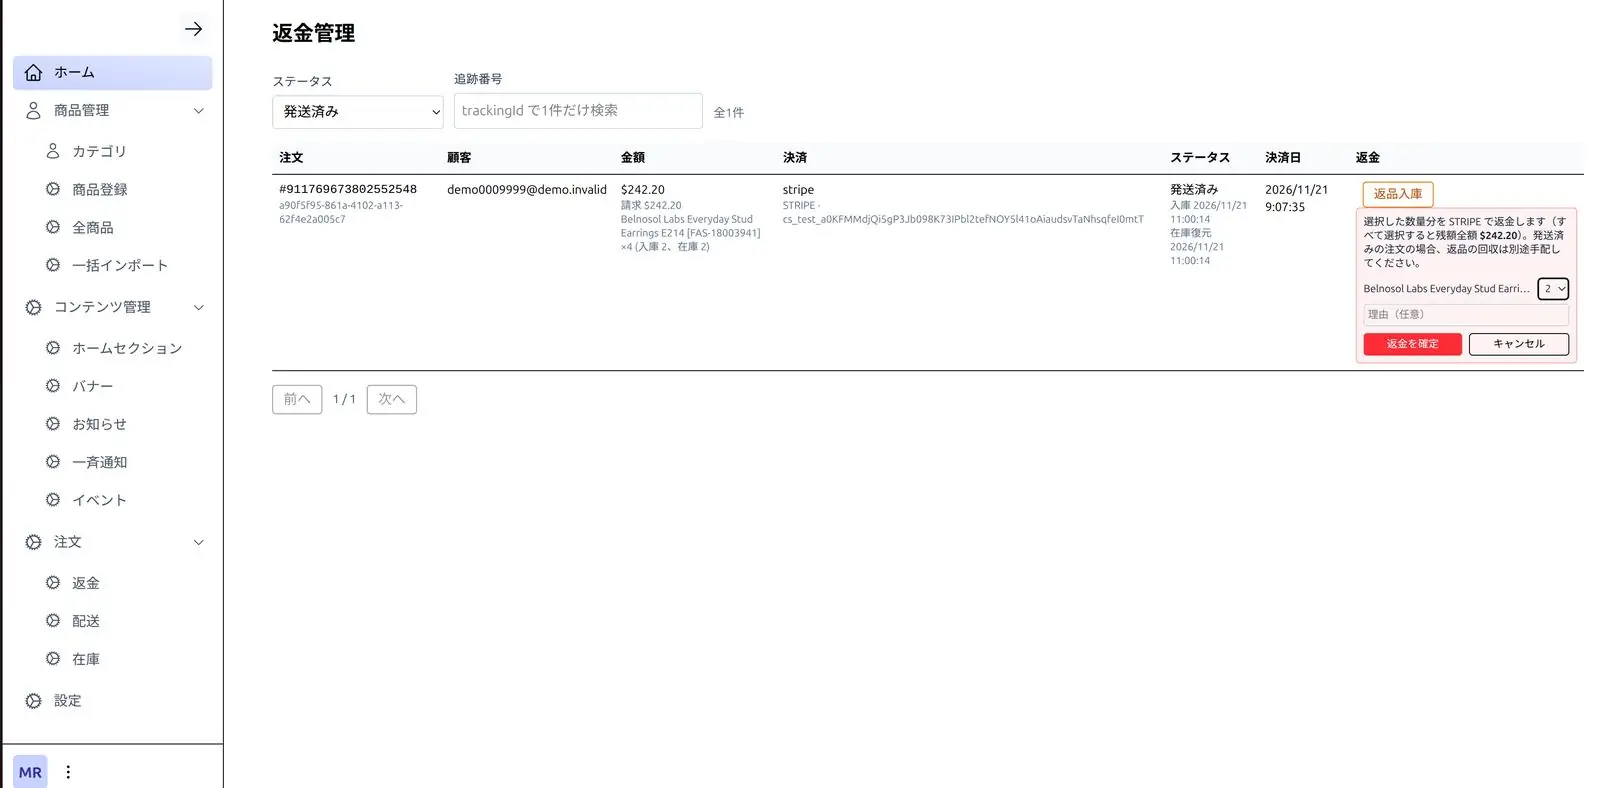 返金管理
ホーム
商品管理
カテゴリ
商品登録
全商品
一括インポート
コンテンツ管理
ホームセクション
バナー
お知らせ
一斉通知
イベント
注文
返金
配送
在庫
設定
MR
ステータス
追跡番号
発送済み
trackingId で1件だけ検索
全1件
注文
顧客
金額
決済
ステータス
決済日
返金
#911769673802552548
a90f5f95-861a-4102-a113-
62f4e2a005c7
demo0009999@demo.invalid
$242.20
請求 $242.20
Belnosol Labs Everyday Stud
Earrings E214 [FAS-18003941]
×4 (入庫 2、在庫 2)
stripe
STRIPE ·
cs_test_a0KFMMdjQi5gP3Jb098K73IPbl2tefNOY5l41oAiaudsvTaNhsqfeI0mtT
発送済み
入庫 2026/11/21
11:00:14
在庫復元
2026/11/21
11:00:14
2026/11/21
9:07:35
返品入庫
選択した数量分を STRIPE で返金します（す
べて選択すると残額全額 $242.20）。発送済
みの注文の場合、返品の回収は別途手配し
てください。
Belnosol Labs Everyday Stud Earri... 2
理由（任意）
返金を確定
キャンセル
前へ
1 / 1
次へ